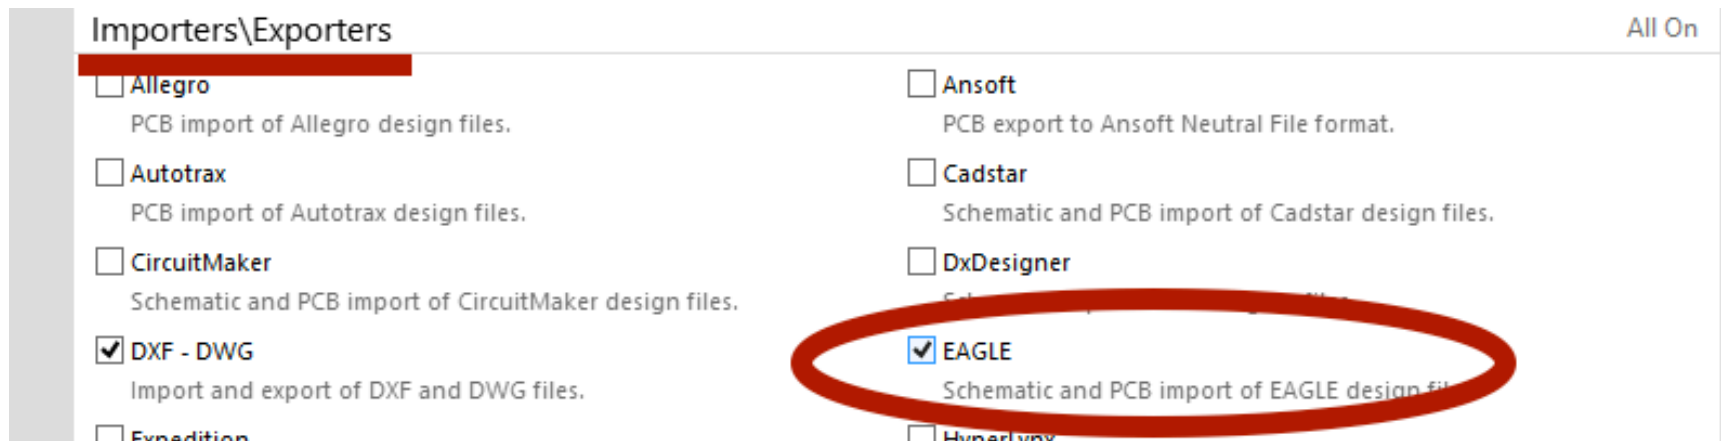 Importers\Exporters
All On
Allegro
PCB import of Allegro design files.
Ansoft
PCB export to Ansoft Neutral File format.
Autotrax
PCB import of Autotrax design files.
Cadstar
Schematic and PCB import of Cadstar design files.
CircuitMaker
Schematic and PCB import of CircuitMaker design files.
DxDesigner
DXF - DWG
Import and export of DXF and DWG files.
EAGLE
Schematic and PCB import of EAGLE design
Expedition
HyperLynx